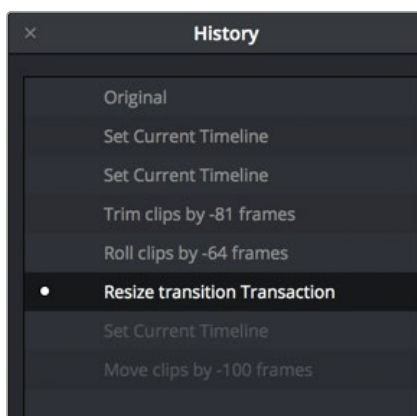 History
Original
Set Current Timeline
Set Current Timeline
Trim clips by -81 frames
Roll clips by -64 frames
Resize transition Transaction
Set Current Timeline
Move clips by -100 frames